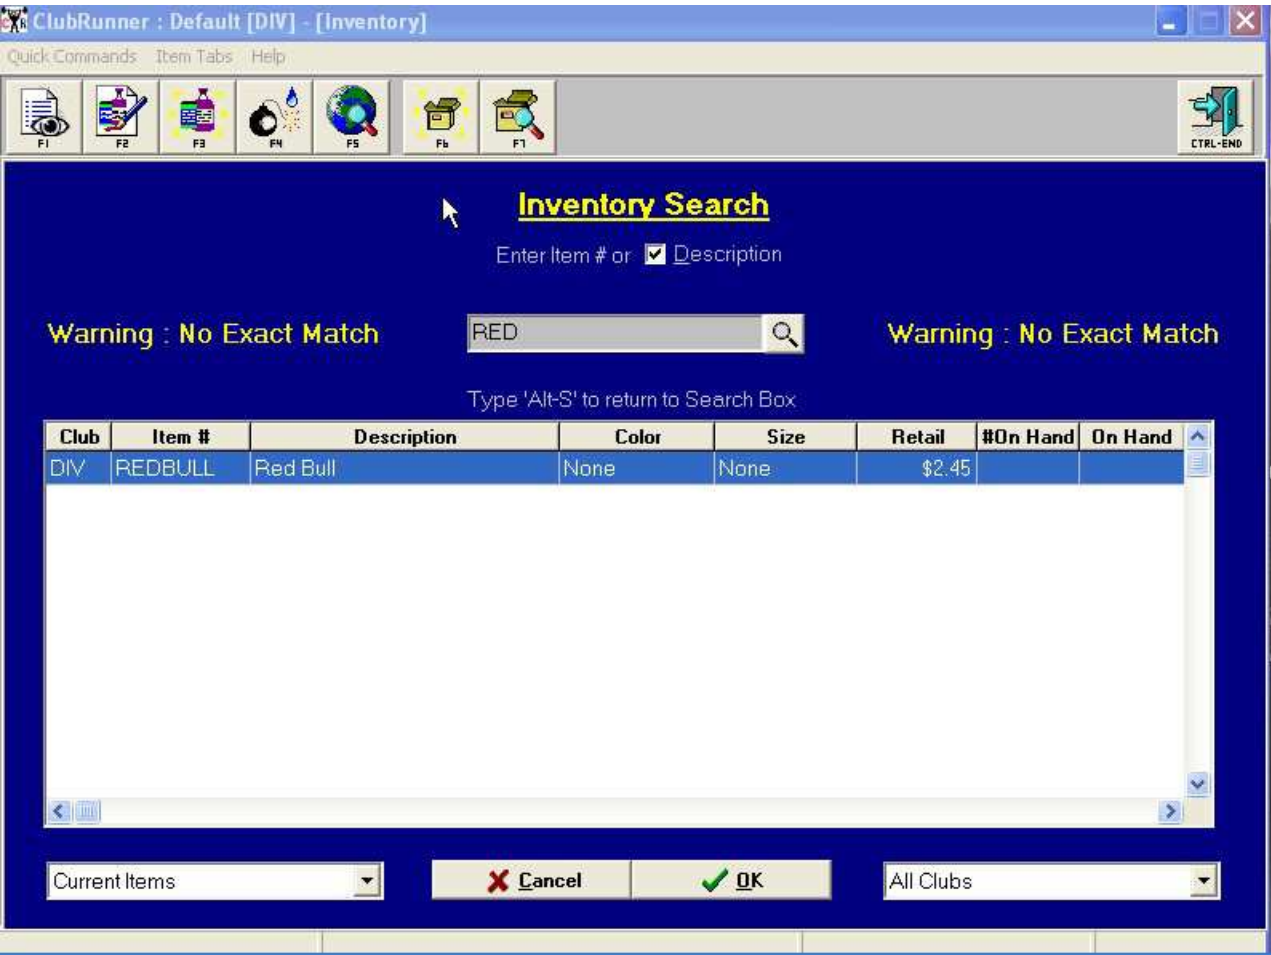 ClubRunner : Default [DIV] - [Inventory]
Quick Commands Item Tabs Help
F1 F2 F3 F4 F5 F6 F7 CTRL-END
Inventory Search
Enter Item # or Description
Warning : No Exact Match RED Warning : No Exact Match
Type 'Alt-S' to return to Search Box
Club Item # Description Color Size Retail #On Hand On Hand
DIV REDBULL Red Bull None None $2.45
Current Items Cancel OK All Clubs